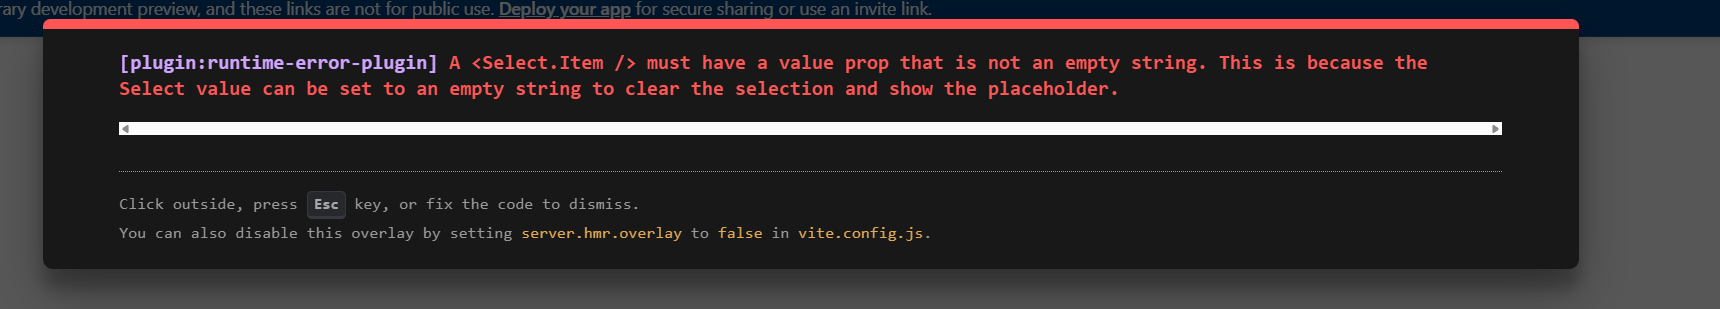 rary development preview, and these links are not for public use. Deploy your app for secure sharing or use an invite link.
[plugin:runtime-error-plugin] A <Select.Item /> must have a value prop that is not an empty string. This is because the
Select value can be set to an empty string to clear the selection and show the placeholder.
Click outside, press Esc key, or fix the code to dismiss.
You can also disable this overlay by setting server.hmr.overlay to false in vite.config.js.